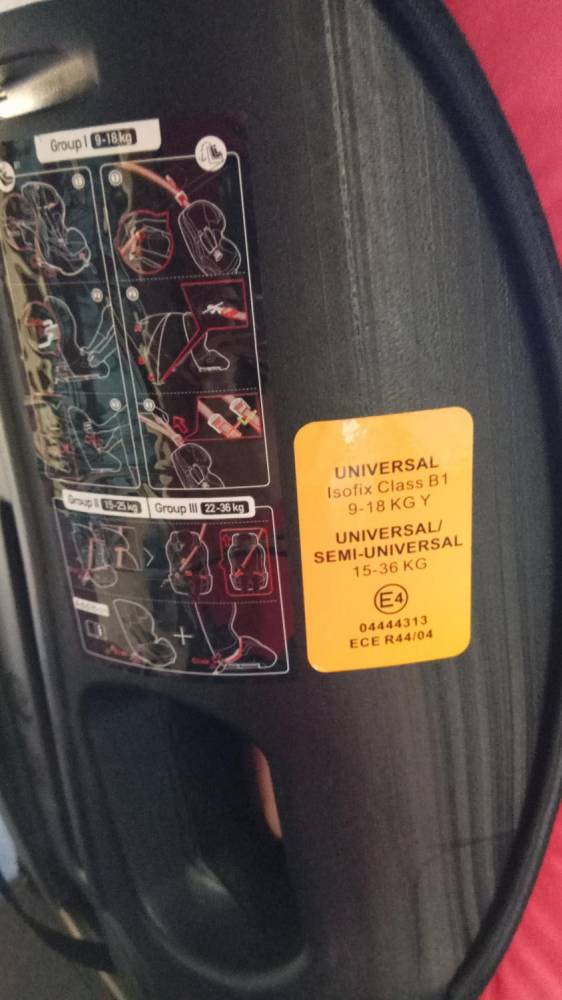 Group I 9-18 kg
Group II 15-25 kg
Group III 22-36 kg
UNIVERSAL
Isofix Class B1
9-18 KG Y
UNIVERSAL/
SEMI-UNIVERSAL
15-36 KG
E4
04444313
ECE R44/04